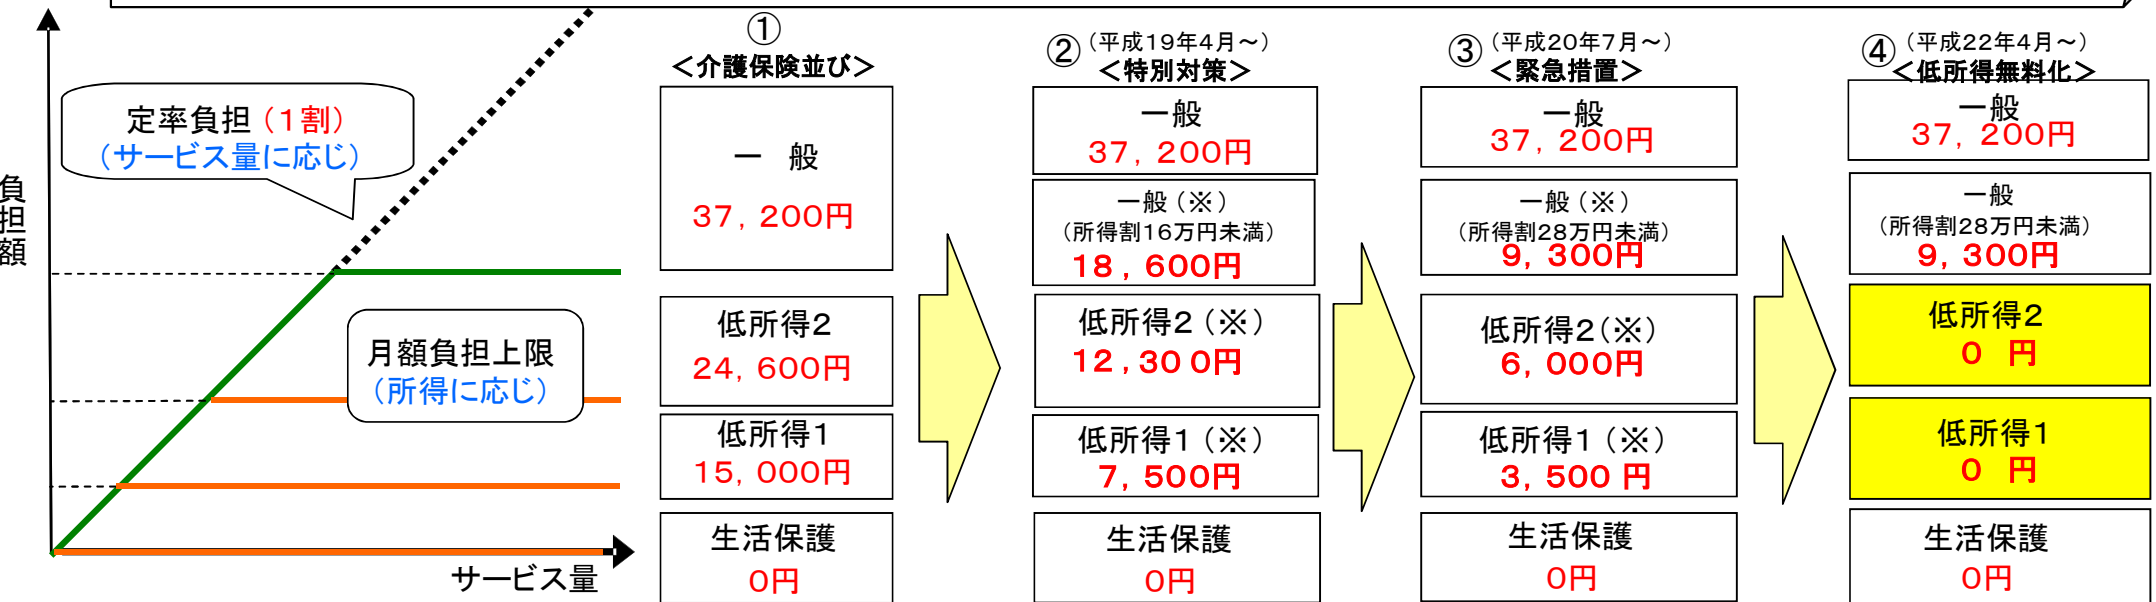 負担額
定率負担（１割）
（サービス量に応じ）
月額負担上限
（所得に応じ）
サービス量
①
＜介護保険並び＞
一　般
３７，２００円
低所得２
２４，６００円
低所得１
１５，０００円
生活保護
０円
②（平成１９年４月～）
＜特別対策＞
一般
３７，２００円
一般（※）
（所得割１６万円未満）
１８，６００円
低所得２（※）
１２，３００円
低所得１（※）
７，５００円
生活保護
０円
③（平成２０年７月～）
＜緊急措置＞
一般
３７，２００円
一般（※）
（所得割２８万円未満）
９，３００円
低所得２（※）
６，０００円
低所得１（※）
３，５００円
生活保護
０円
④（平成２２年４月～）
＜低所得無料化＞
一般
３７，２００円
一般
（所得割２８万円未満）
９，３００円
低所得２
０　円
低所得１
０　円
生活保護
０円